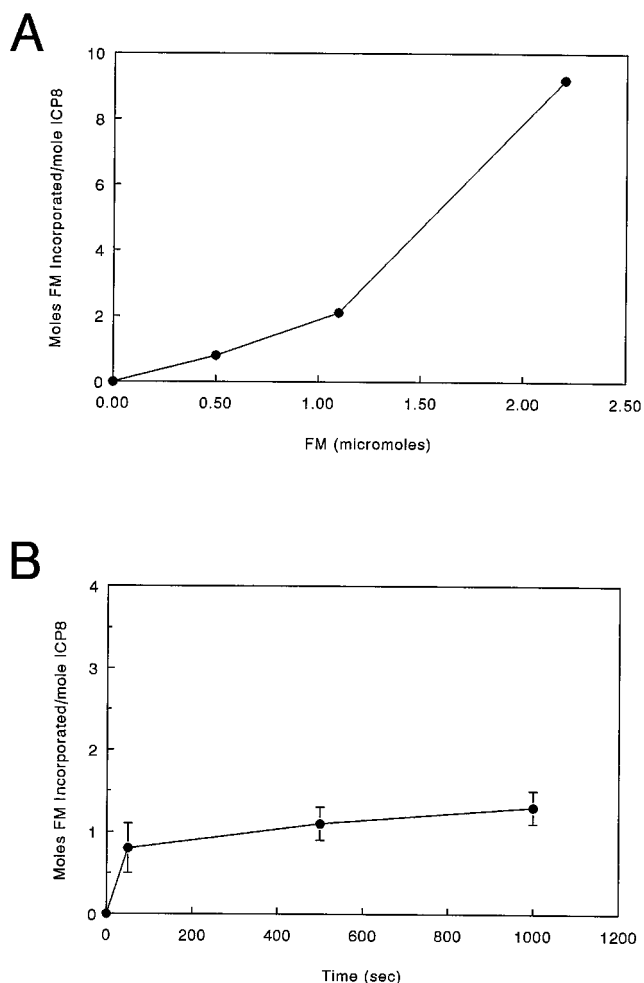 A
10
8
6
4
2
0
Moles FM Incorporated/mole ICP8
0.00 0.50 1.00 1.50 2.00 2.50
FM (micromoles)
B
4
3
2
1
0
Moles FM Incorporated/mole ICP8
0 200 400 600 800 1000 1200
Time (sec)